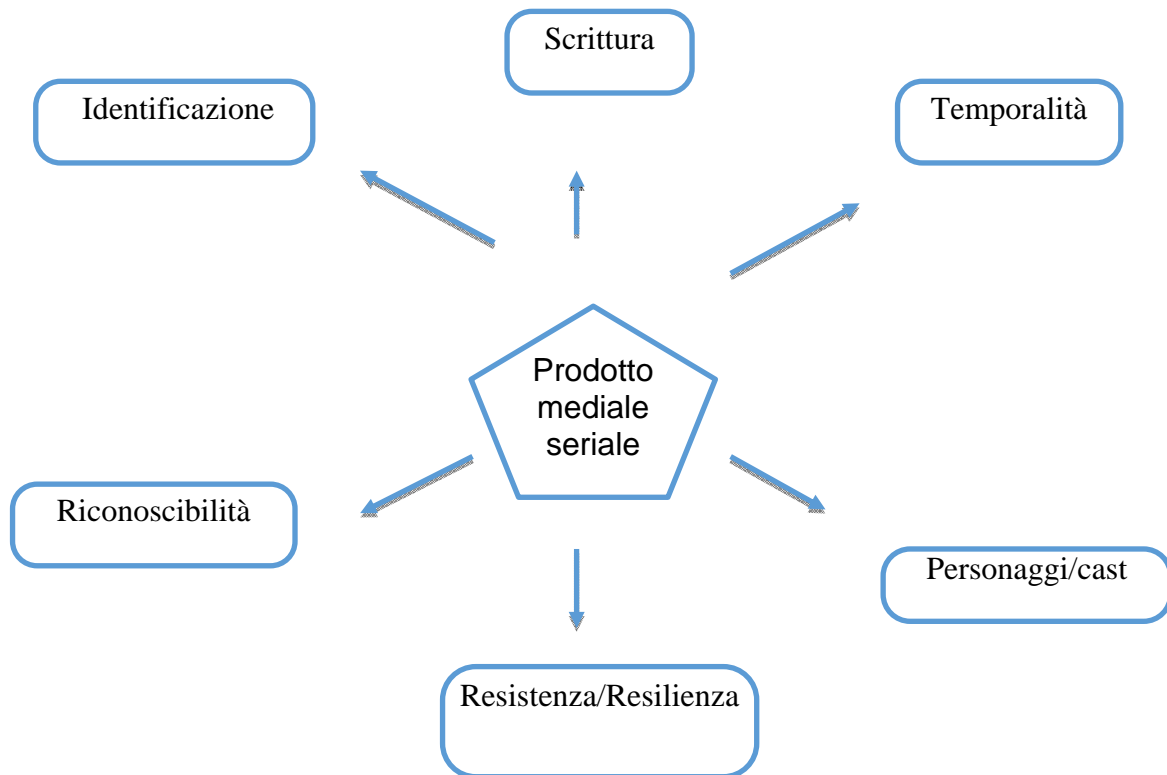 Scrittura
Identificazione
Temporalità
Prodotto
mediale
seriale
Riconoscibilità
Personaggi/cast
Resistenza/Resilienza